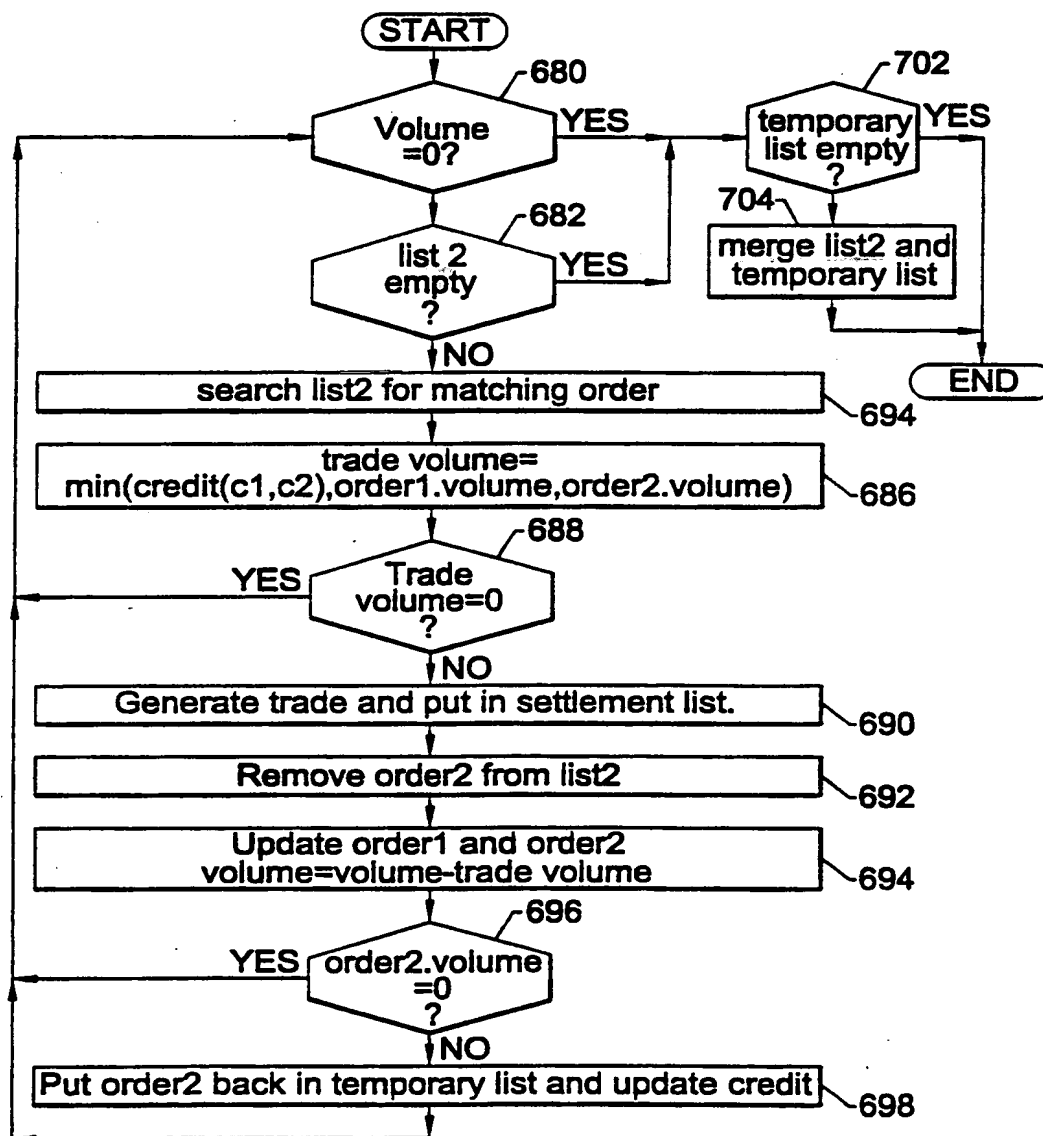 START
680
Volume
=0?
YES
702
temporary
list empty
?
YES
682
list 2
empty
?
YES
704
merge list2 and
temporary list
NO
END
search list2 for matching order
694
trade volume=
min(credit(c1,c2),order1.volume,order2.volume)
686
688
YES
Trade
volume=0
?
NO
Generate trade and put in settlement list.
690
Remove order2 from list2
692
Update order1 and order2
volume=volume-trade volume
694
696
YES
order2.volume
=0
?
NO
Put order2 back in temporary list and update credit
698